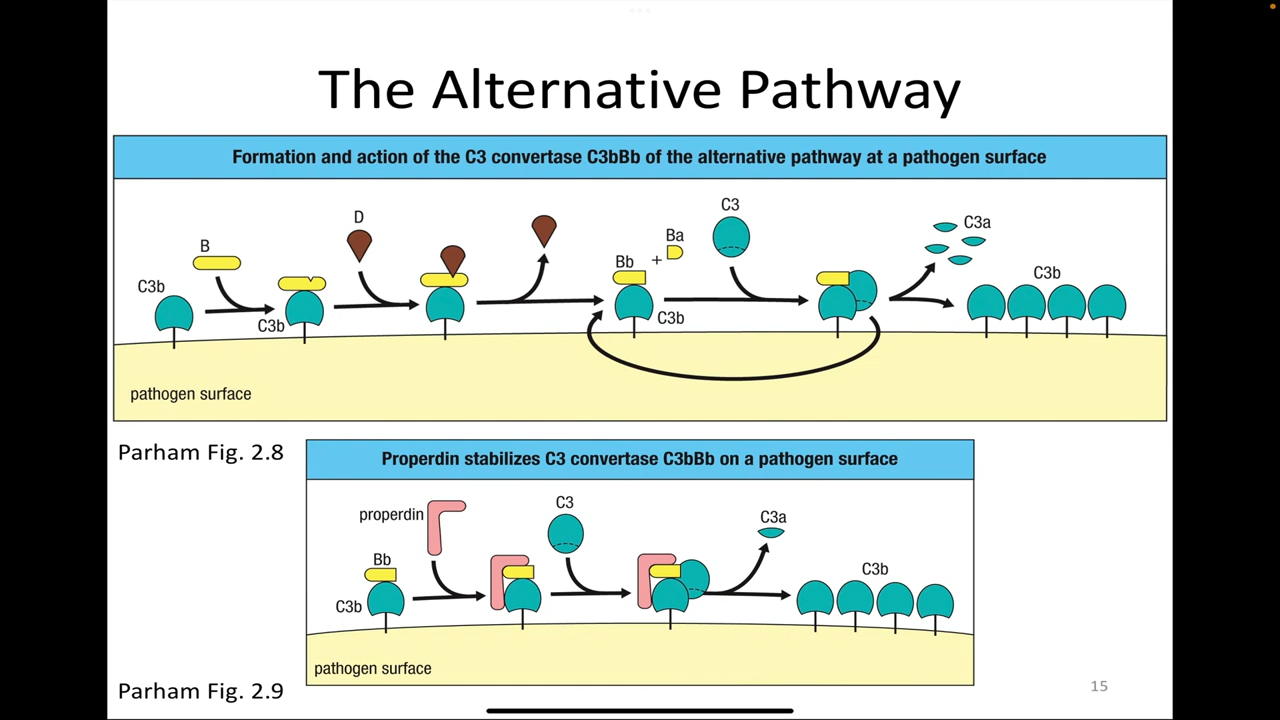 The Alternative Pathway
Formation and action of the C3 convertase C3bBb of the alternative pathway at a pathogen surface
C3b
B
C3b
D
Bb
+
Ba
C3b
C3
C3a
C3b
pathogen surface
Parham Fig. 2.8
Properdin stabilizes C3 convertase C3bBb on a pathogen surface
properdin
Bb
C3b
C3
C3a
C3b
pathogen surface
Parham Fig. 2.9
15